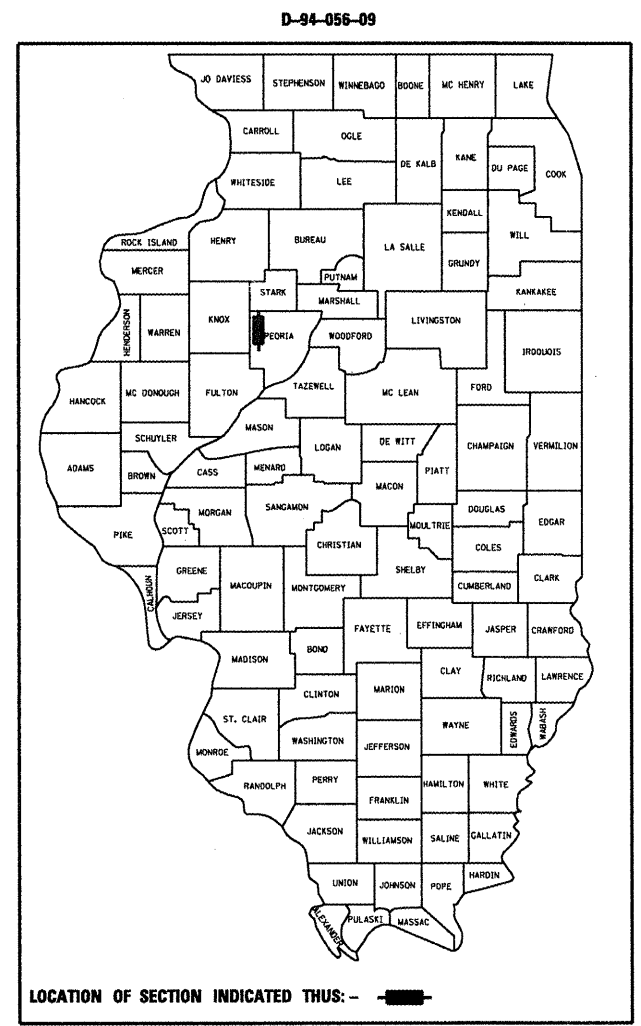 D-94-056-09
JO DAVIESS STEPHENSON WINNEBAGO BOONE MC HENRY LAKE
CARROLL OGLE
DE KALB KANE DU PAGE COOK
WHITESIDE LEE
KENDALL
ROCK ISLAND HENRY BUREAU LA SALLE WILL
MERCER PUTNAM GRUNDY
STARK MARSHALL KANKAKEE
HENDERSON WARREN KNOX PEORIA WOODFORD LIVINGSTON
IROQUOIS
HANCOCK MC DONOUGH FULTON TAZEWELL MC LEAN FORD
MASON
SCHUYLER LOGAN DE WITT CHAMPAIGN VERMILION
ADAMS BROWN CASS MENARD PIATT
MACON
MORGAN SANGAMON DOUGLAS
PIKE SCOTT MOULTRIE EDGAR
CHRISTIAN COLES
GREENE SHELBY
CALHOUN MACOUPIN MONTGOMERY CUMBERLAND CLARK
JERSEY
FAYETTE EFFINGHAM JASPER CRAWFORD
MADISON BOND
CLAY RICHLAND LAWRENCE
CLINTON MARION
ST. CLAIR WAYNE EDWARDS WABASH
WASHINGTON JEFFERSON
MONROE
RANDOLPH PERRY HAMILTON WHITE
FRANKLIN
JACKSON WILLIAMSON SALINE GALLATIN
UNION JOHNSON POPE HARDIN
ALEXANDER PULASKI MASSAC
LOCATION OF SECTION INDICATED THUS: –